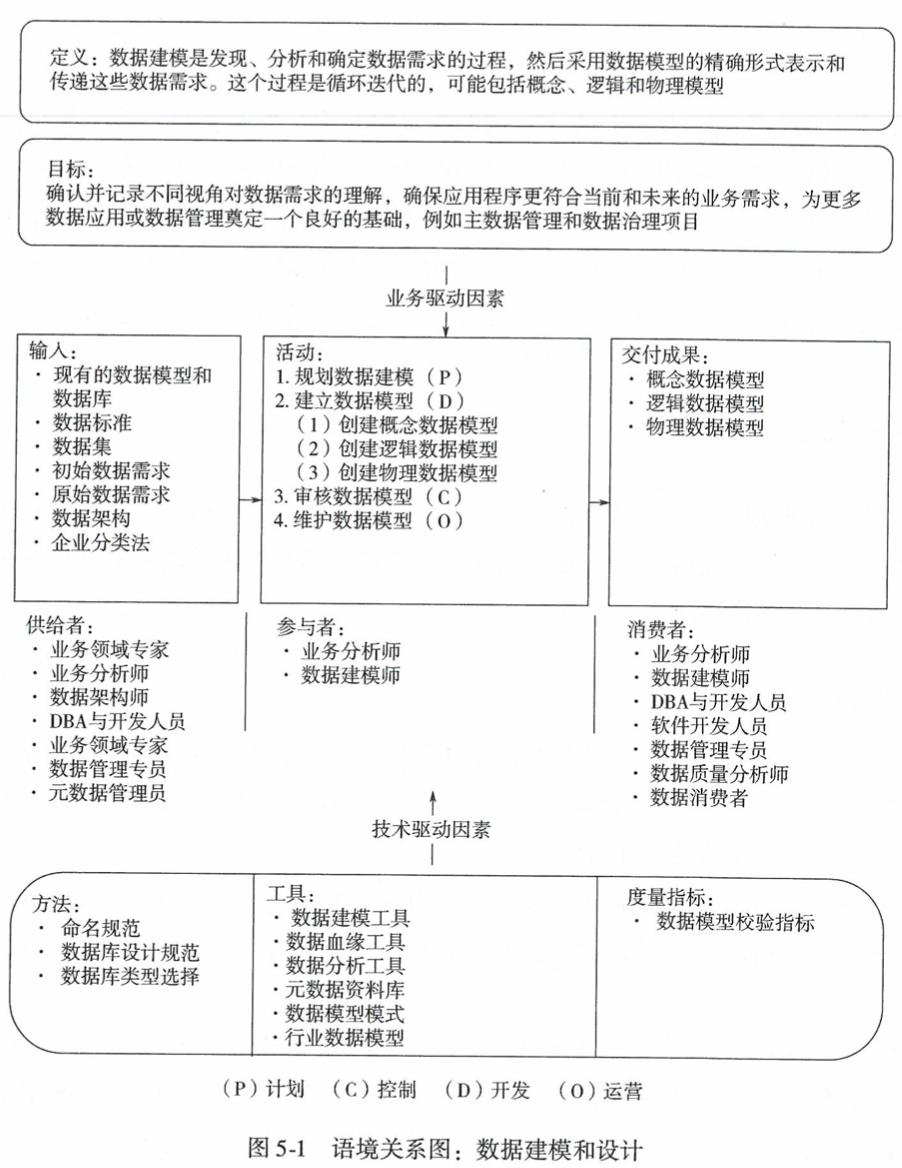 定义：数据建模是发现、分析和确定数据需求的过程，然后采用数据模型的精确形式表示和
传递这些数据需求。这个过程是循环迭代的，可能包括概念、逻辑和物理模型
目标：
确认并记录不同视角对数据需求的理解，确保应用程序更符合当前和未来的业务需求，为更多
数据应用或数据管理奠定一个良好的基础，例如主数据管理和数据治理项目
业务驱动因素
输入：
· 现有的数据模型和
数据库
· 数据标准
· 数据集
· 初始数据需求
· 原始数据需求
· 数据架构
· 企业分类法
活动：
1. 规划数据建模（P）
2. 建立数据模型（D）
（1）创建概念数据模型
（2）创建逻辑数据模型
（3）创建物理数据模型
3. 审核数据模型（C）
4. 维护数据模型（O）
交付成果：
· 概念数据模型
· 逻辑数据模型
· 物理数据模型
供给者：
· 业务领域专家
· 业务分析师
· 数据架构师
· DBA与开发人员
· 业务领域专家
· 数据管理专员
· 元数据管理员
参与者：
· 业务分析师
· 数据建模师
消费者：
· 业务分析师
· 数据建模师
· DBA与开发人员
· 软件开发人员
· 数据管理专员
· 数据质量分析师
· 数据消费者
技术驱动因素
方法：
· 命名规范
· 数据库设计规范
· 数据库类型选择
工具：
· 数据建模工具
· 数据血缘工具
· 数据分析工具
· 元数据资料库
· 数据模型模式
· 行业数据模型
度量指标：
· 数据模型校验指标
（P）计划 （C）控制 （D）开发 （O）运营
图 5-1 语境关系图：数据建模和设计